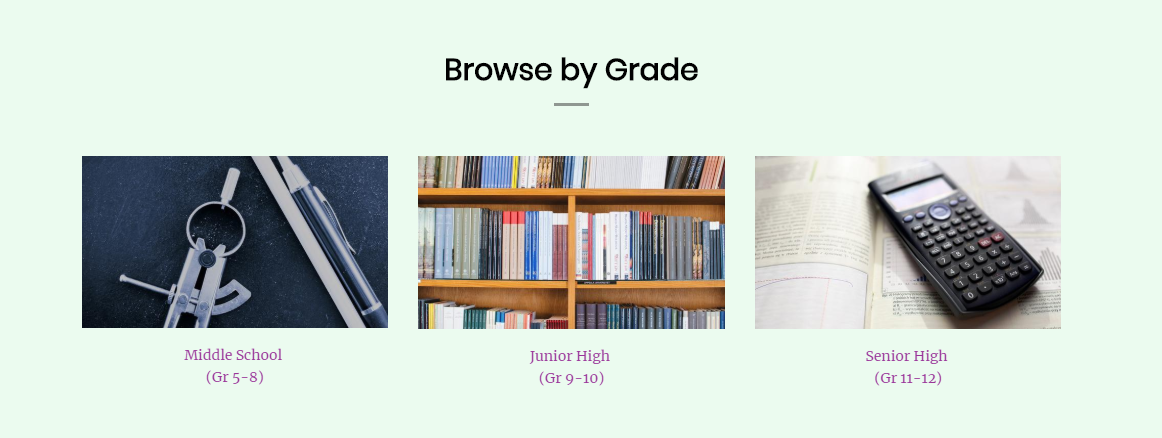 Browse by Grade
Middle School
(Gr 5-8)
Junior High
(Gr 9-10)
Senior High
(Gr 11-12)